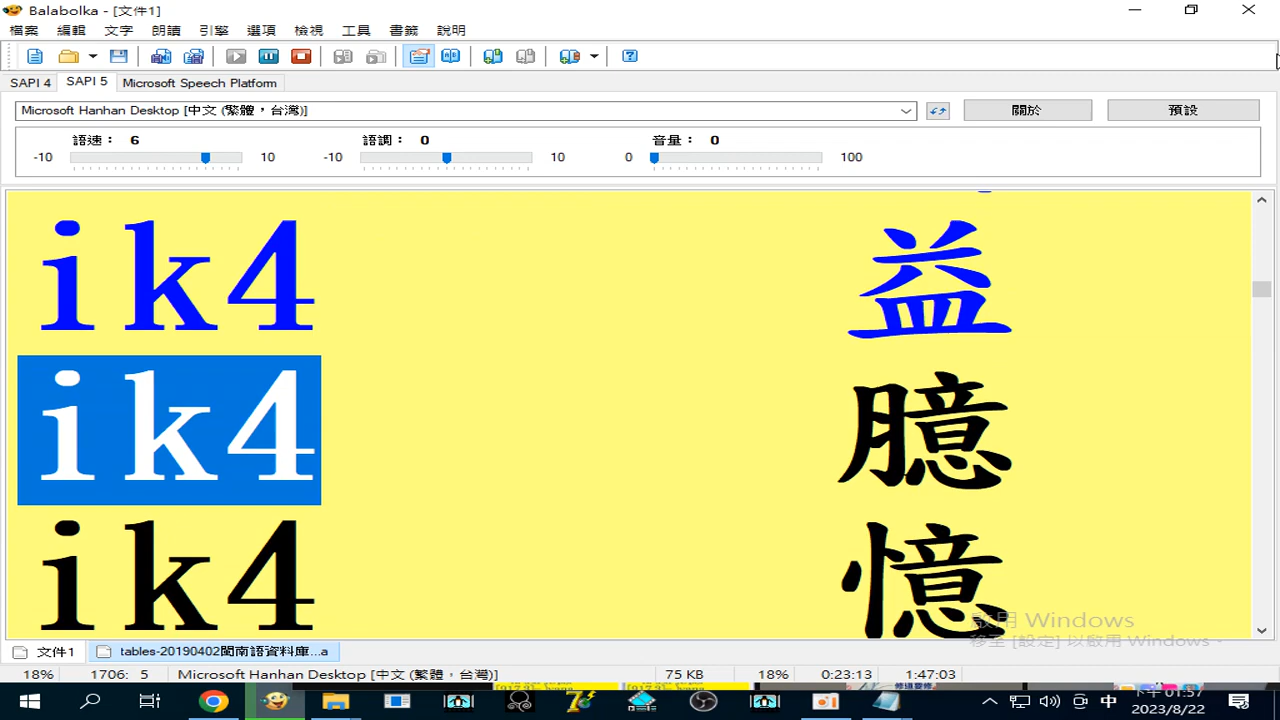 Balabolka - [文件1]
檔案 編輯 文字 朗讀 引擎 選項 檢視 工具 書籤 說明
SAPI 4 SAPI 5 Microsoft Speech Platform
Microsoft Hanhan Desktop [中文 (繁體，台灣)] 關於 預設
語速： 6 語調： 0 音量： 0
-10 10 -10 10 0 100
ik4 益
ik4 臆
ik4 憶
啟用 Windows
移至 [設定] 以啟用 Windows。
文件1 tables-20190402閩南語資料庫...a
18% 1706: 5 Microsoft Hanhan Desktop [中文 (繁體，台灣)] 75 KB 18% 0:23:13 1:47:03
中 下午 01:57
2023/8/22